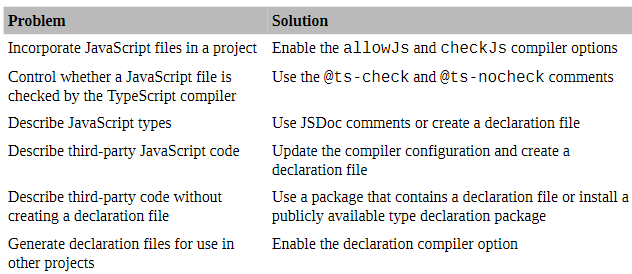 Problem Solution
Incorporate JavaScript files in a project Enable the allowJs and checkJs compiler options
Control whether a JavaScript file is Use the @ts-check and @ts-nocheck comments
checked by the TypeScript compiler
Describe JavaScript types Use JSDoc comments or create a declaration file
Describe third-party JavaScript code Update the compiler configuration and create a
declaration file
Describe third-party code without Use a package that contains a declaration file or install a
creating a declaration file publicly available type declaration package
Generate declaration files for use in Enable the declaration compiler option
other projects